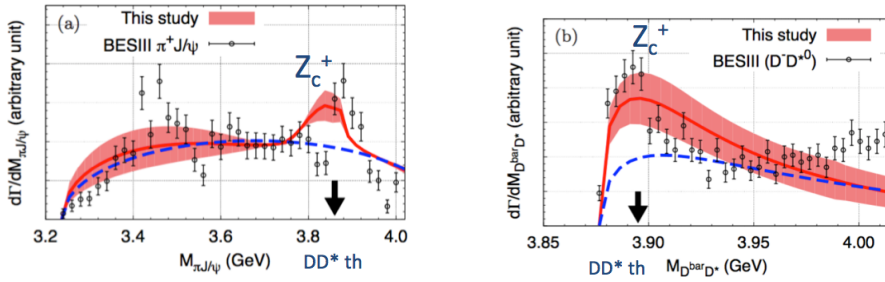 (a)
This study
BESIII π⁺J/ψ
Z_c⁺
dΓ/dM_πJ/ψ (arbitrary unit)
3.2 3.4 3.6 3.8 4.0
M_πJ/ψ (GeV)
DD* th
(b)
Z_c⁺
This study
BESIII (D⁻D*⁰)
dΓ/dM_D^barD* (arbitrary unit)
3.85 3.90 3.95 4.00
DD* th
M_D^barD* (GeV)